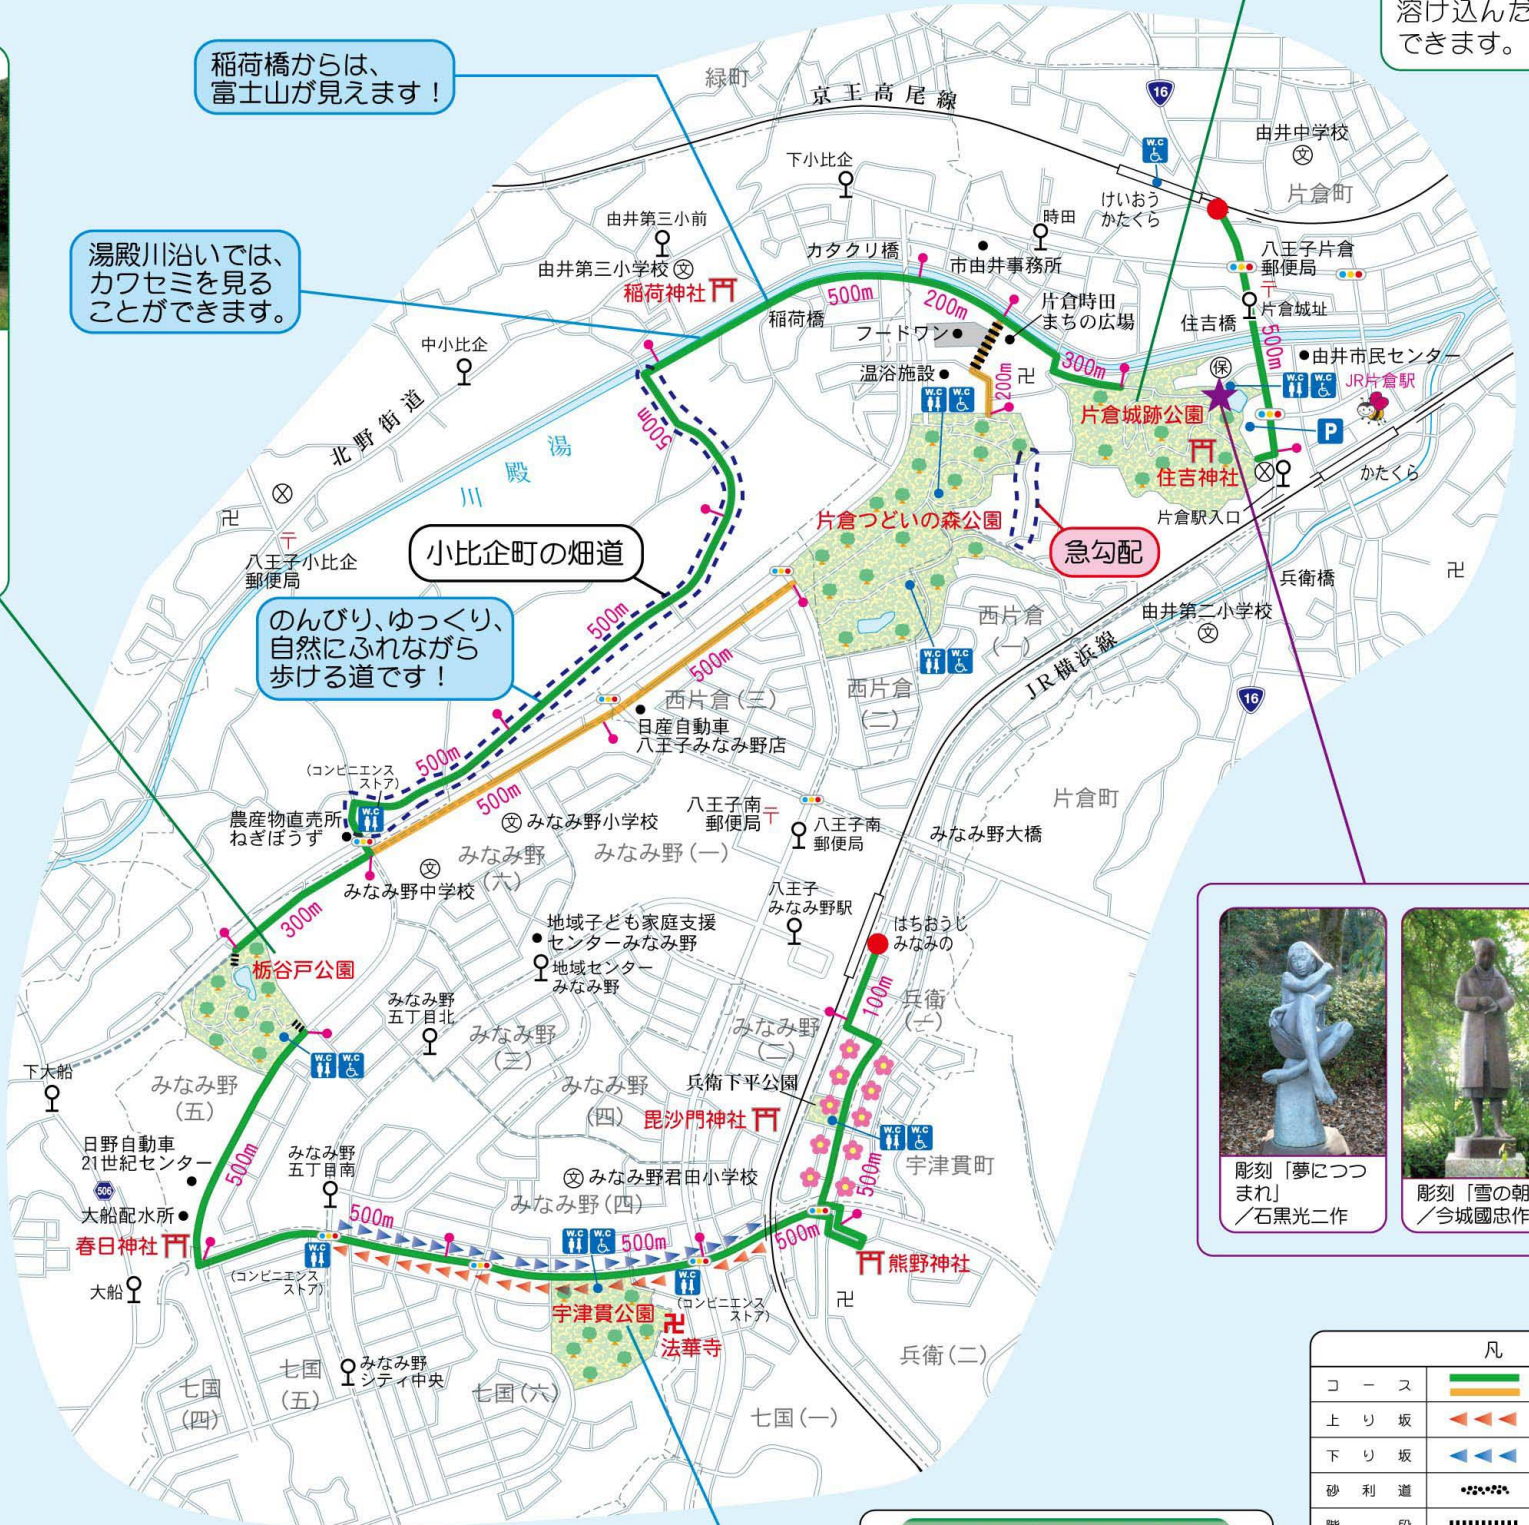 溶け込んだ
できます。
稲荷橋からは、
富士山が見えます！
緑町
京王高尾線
16
由井中学校
文
片倉町
W.C
けいおう
かたくら
下小比企
時田
由井第三小前
由井第三小学校 文
稲荷神社
カタクリ橋
市由井事務所
八王子片倉
郵便局
〒
片倉城址
湯殿川沿いでは、
カワセミを見る
ことができます。
500m
200m
稲荷橋
片倉時田
まちの広場
住吉橋
500m
フードワン
温浴施設
200m
卍
300m
保
由井市民センター
W.C W.C
JR片倉駅
P
中小比企
北野街道
湯殿川
500m
W.C W.C
片倉城跡公園
住吉神社
かたくら
片倉駅入口
卍
〒
八王子小比企
郵便局
小比企町の畑道
片倉つどいの森公園
急勾配
兵衛橋
卍
由井第二小学校
文
のんびり、ゆっくり、
自然にふれながら
歩ける道です！
500m
500m
西片倉
(一)
W.C W.C
JR横浜線
16
西片倉(三)
西片倉
(二)
日産自動車
八王子みなみ野店
(コンビニエンス
ストア)
500m
500m
W.C
農産物直売所
ねぎぼうず
文 みなみ野小学校
八王子南
郵便局
〒
八王子南
郵便局
みなみ野大橋
片倉町
みなみ野
(六)
みなみ野(一)
文
みなみ野中学校
300m
八王子
みなみ野駅
はちおうじ
みなみの
地域子ども家庭支援
センターみなみ野
地域センター
みなみ野
栃谷戸公園
みなみ野
五丁目北
みなみ野
(三)
みなみ野
(二)
100m
兵衛
(一)
W.C W.C
下大船
みなみ野
(五)
みなみ野
(四)
兵衛下平公園
毘沙門神社
W.C W.C
宇津貫町
500m
日野自動車
21世紀センター
506
大船配水所
春日神社
500m
みなみ野
五丁目南
文 みなみ野君田小学校
みなみ野(四)
500m
W.C W.C
500m
500m
熊野神社
W.C
(コンビニエンス
ストア)
大船
W.C
(コンビニエンス
ストア)
宇津貫公園
卍
法華寺
卍
兵衛(二)
七国
(四)
七国
(五)
みなみ野
シティ中央
七国(六)
七国(一)
彫刻「夢につつ
まれ」
／石黒光二作
彫刻「雪の朝
／今城國忠作
凡
コース
上り坂
下り坂
砂利道